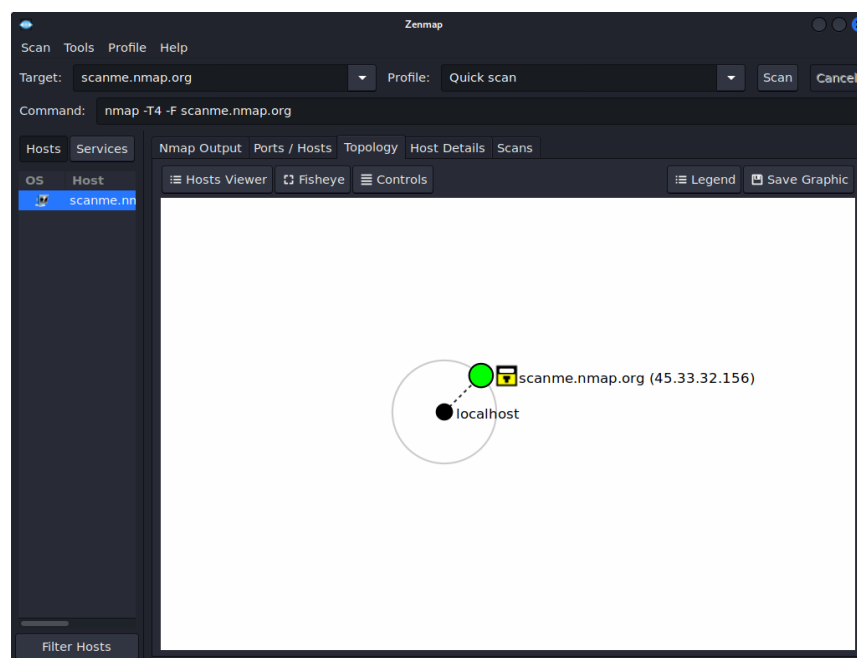 Zenmap
Scan Tools Profile Help
Target: scanme.nmap.org Profile: Quick scan Scan Cancel
Command: nmap -T4 -F scanme.nmap.org
Hosts Services Nmap Output Ports / Hosts Topology Host Details Scans
OS Host Hosts Viewer Fisheye Controls Legend Save Graphic
scanme.nn
scanme.nmap.org (45.33.32.156)
localhost
Filter Hosts